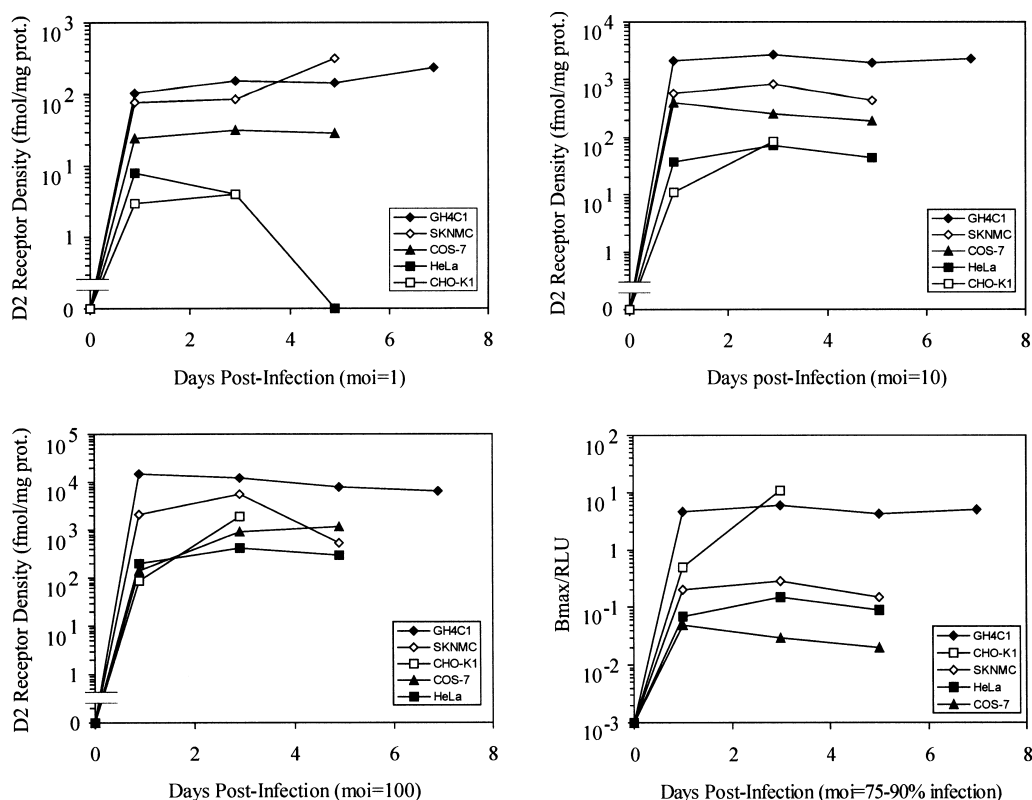 D2 Receptor Density (fmol/mg prot.)
10³
10²
10¹
1
0
0 2 4 6 8
Days Post-Infection (moi=1)
GH4C1
SKNMC
COS-7
HeLa
CHO-K1
D2 Receptor Density (fmol/mg prot.)
10⁴
10³
10²
10¹
1
0
0 2 4 6 8
Days post-Infection (moi=10)
GH4C1
SKNMC
COS-7
HeLa
CHO-K1
D2 Receptor Density (fmol/mg prot.)
10⁵
10⁴
10³
10²
10¹
1
0
0 2 4 6 8
Days Post-Infection (moi=100)
GH4C1
SKNMC
CHO-K1
COS-7
HeLa
Bmax/RLU
10²
10¹
1
10⁻¹
10⁻²
10⁻³
0 2 4 6 8
Days Post-Infection (moi=75-90% infection)
GH4C1
CHO-K1
SKNMC
HeLa
COS-7